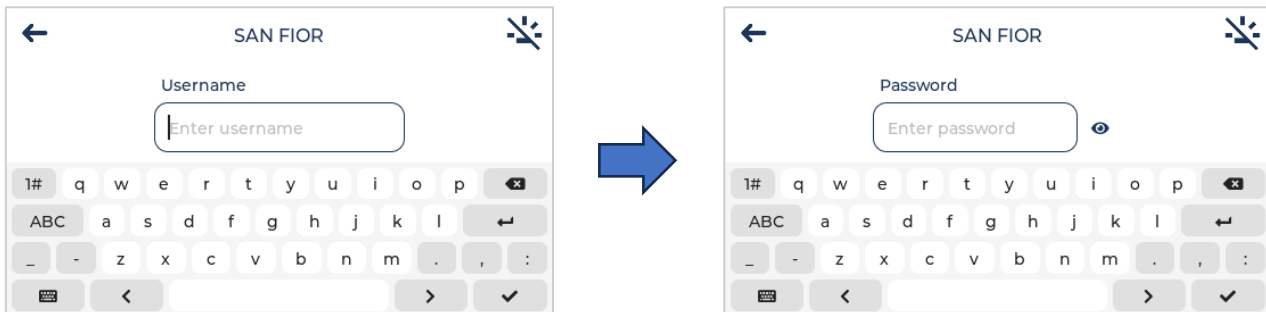 SAN FIOR
Username
Enter username
1# q w e r t y u i o p
ABC a s d f g h j k l
_ - z x c v b n m . , :
SAN FIOR
Password
Enter password
1# q w e r t y u i o p
ABC a s d f g h j k l
_ - z x c v b n m . , :